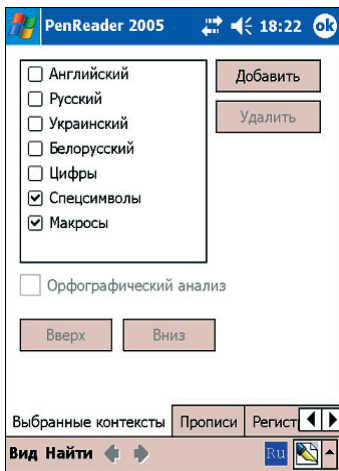 PenReader 2005 18:22 ok
Английский
Русский
Украинский
Белорусский
Цифры
Спецсимволы
Макросы
Добавить
Удалить
Орфографический анализ
Вверх Вниз
Выбранные контексты Прописи Регист
Вид Найти Ru